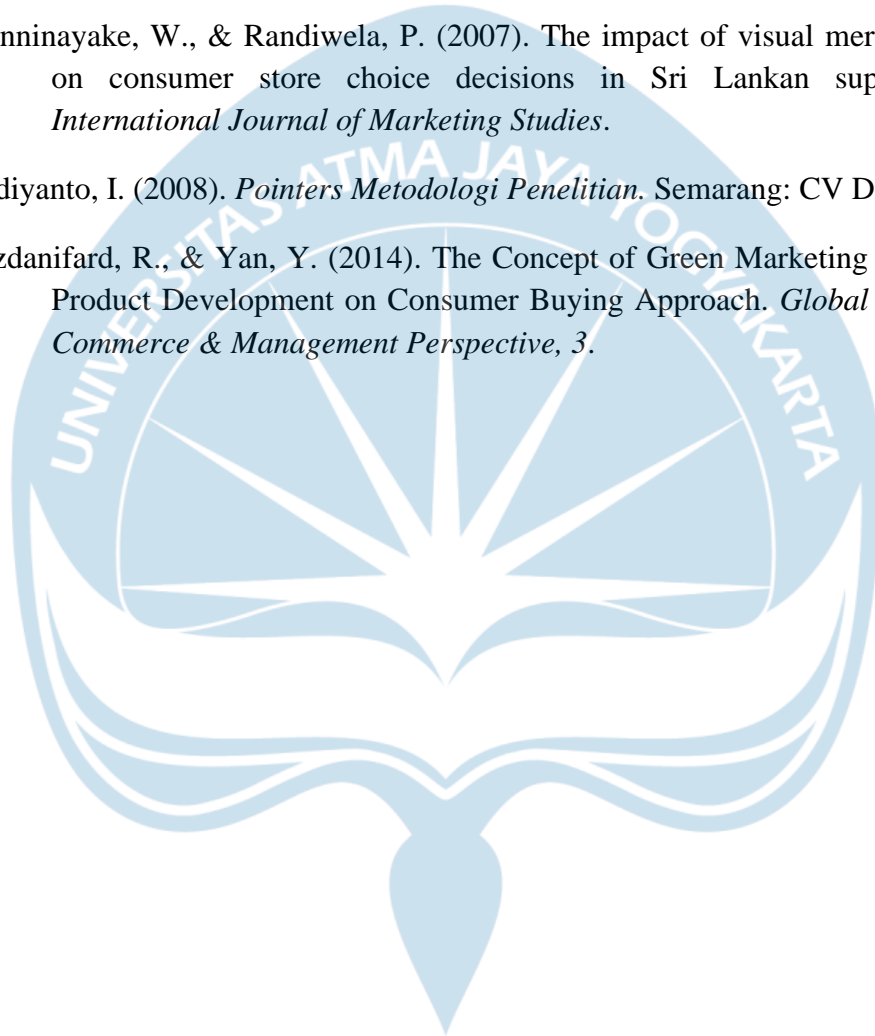 nninayake, W., & Randiwela, P. (2007). The impact of visual mer
on consumer store choice decisions in Sri Lankan sup
International Journal of Marketing Studies.
diyanto, I. (2008). Pointers Metodologi Penelitian. Semarang: CV D
zdanifard, R., & Yan, Y. (2014). The Concept of Green Marketing
Product Development on Consumer Buying Approach. Global
Commerce & Management Perspective, 3.
UNIVERSITAS ATMA JAYA YOGYAKARTA